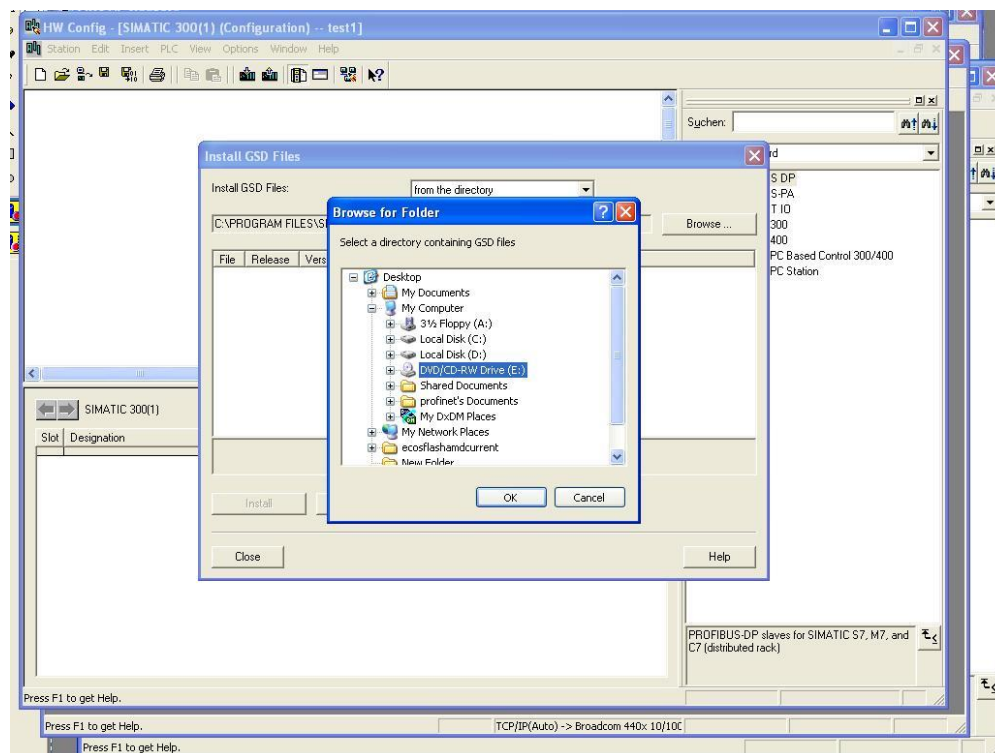 HW Config - [SIMATIC 300(1) (Configuration) -- test1]
Station Edit Insert PLC View Options Window Help
Suchen:
Install GSD Files
rd
Install GSD Files:
from the directory
S DP
S-PA
T IO
300
400
PC Based Control 300/400
PC Station
C:\PROGRAM FILES\S
Browse ...
File Release Vers
Browse for Folder
Select a directory containing GSD files
Desktop
My Documents
My Computer
3½ Floppy (A:)
Local Disk (C:)
Local Disk (D:)
DVD/CD-RW Drive (E:)
Shared Documents
profinet's Documents
My DxDM Places
My Network Places
ecosflashamdcurrent
New Folder
OK Cancel
SIMATIC 300(1)
Slot Designation
Install
Close
Help
PROFIBUS-DP slaves for SIMATIC S7, M7, and
C7 (distributed rack)
Press F1 to get Help.
Press F1 to get Help.
TCP/IP(Auto) -> Broadcom 440x 10/10
Press F1 to get Help.